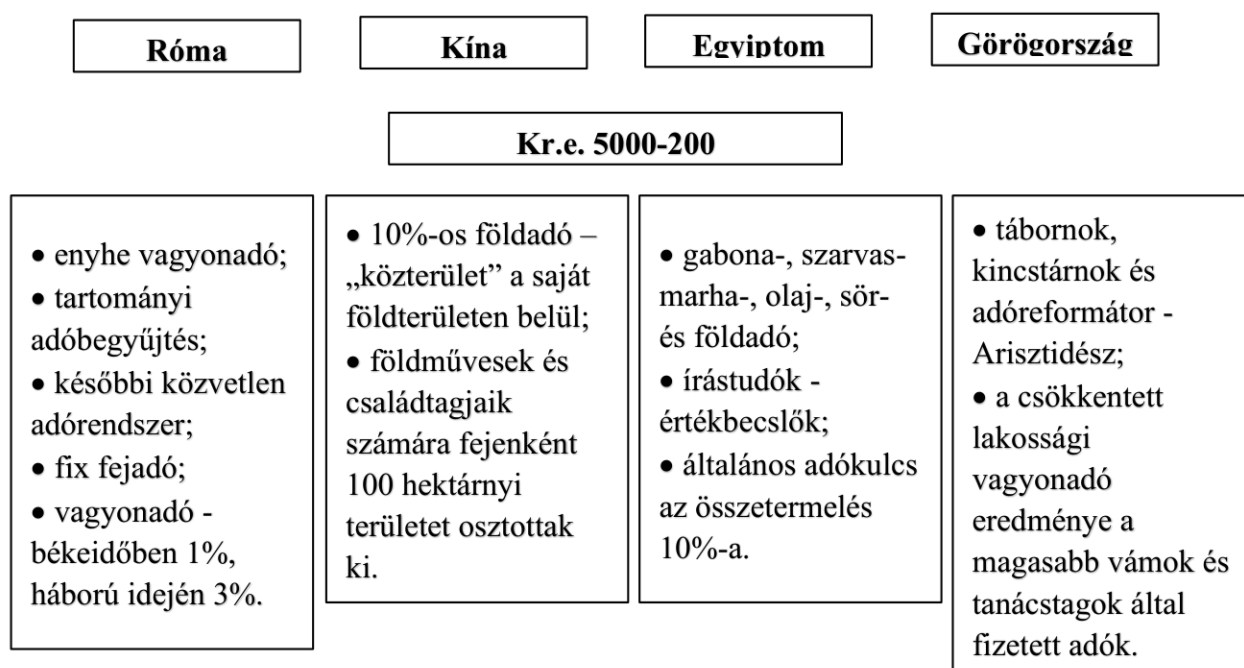 Róma
Kína
Egyiptom
Görögország
Kr.e. 5000-200
• enyhe vagyonadó;
• tartományi
adóbegyűjtés;
• későbbi közvetlen
adórendszer;
• fix fejadó;
• vagyonadó -
békeidőben 1%,
háború idején 3%.
• 10%-os földadó –
„közterület” a saját
földterületen belül;
• földművesek és
családtagjaik
számára fejenként
100 hektárnyi
területet osztottak
ki.
• gabona-, szarvas-
marha-, olaj-, sör-
és földadó;
• írástudók -
értékbecslők;
• általános adókulcs
az össztermelés
10%-a.
• tábornok,
kincstárnok és
adóreformátor -
Arisztidész;
• a csökkentett
lakossági
vagyonadó
eredménye a
magasabb vámok és
tanácstagok által
fizetett adók.